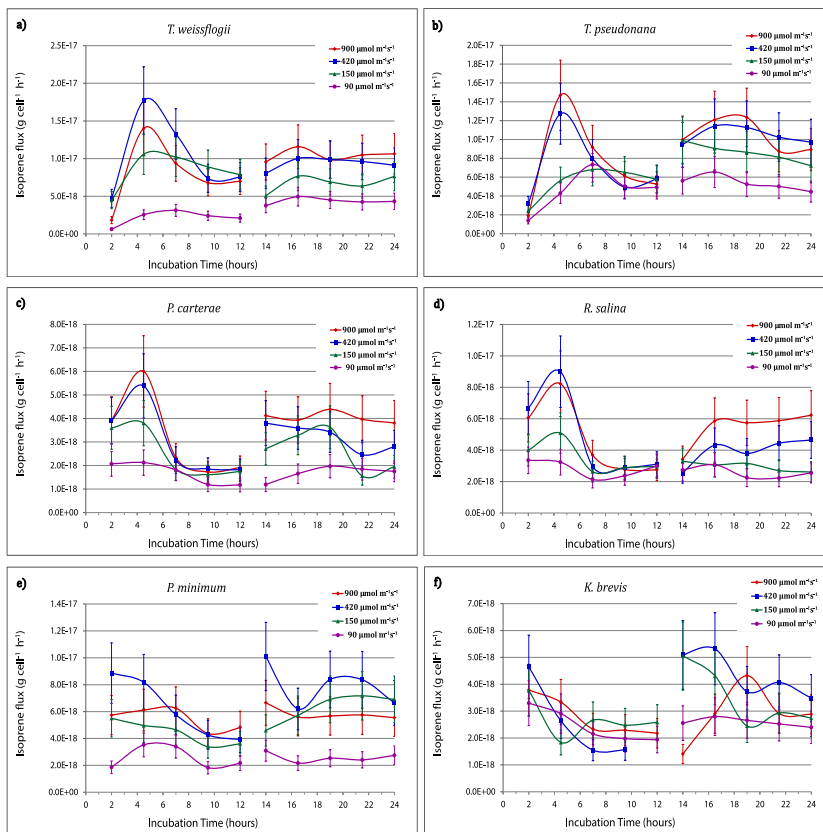 a)
T. weissflogii
3.0E-17
2.5E-17
2.0E-17
1.5E-17
1.0E-17
5.0E-18
0.0E+00
Isoprene flux (g cell⁻¹ h⁻¹)
0 2 4 6 8 10 12 14 16 18 20 22 24
Incubation Time (hours)
900 µmol m⁻²s⁻¹
420 µmol m⁻²s⁻¹
150 µmol m⁻²s⁻¹
90 µmol m⁻²s⁻¹
b)
T. pseudonana
2.0E-17
1.8E-17
1.6E-17
1.4E-17
1.2E-17
1.0E-18
8.0E-18
6.0E-18
4.0E-18
2.0E-18
0.0E+00
Isoprene flux (g cell⁻¹ h⁻¹)
0 2 4 6 8 10 12 14 16 18 20 22 24
Incubation Time (hours)
900 µmol m⁻²s⁻¹
420 µmol m⁻²s⁻¹
150 µmol m⁻²s⁻¹
90 µmol m⁻²s⁻¹
c)
P. carterae
8.0E-18
7.0E-18
6.0E-18
5.0E-18
4.0E-18
3.0E-18
2.0E-18
1.0E-18
0.0E+00
Isoprene flux (g cell⁻¹ h⁻¹)
0 2 4 6 8 10 12 14 16 18 20 22 24
Incubation Time (hours)
900 µmol m⁻²s⁻¹
420 µmol m⁻²s⁻¹
150 µmol m⁻²s⁻¹
90 µmol m⁻²s⁻¹
d)
R. salina
1.0E-17
8.0E-18
6.0E-18
4.0E-18
2.0E-18
0.0E+00
Isoprene flux (g cell⁻¹ h⁻¹)
0 2 4 6 8 10 12 14 16 18 20 22 24
Incubation Time (hours)
900 µmol m⁻²s⁻¹
420 µmol m⁻²s⁻¹
150 µmol m⁻²s⁻¹
90 µmol m⁻²s⁻¹
e)
P. minimum
1.4E-17
1.2E-17
1.0E-17
8.0E-18
6.0E-18
4.0E-18
2.0E-18
0.0E+00
Isoprene flux (g cell⁻¹ h⁻¹)
0 2 4 6 8 10 12 14 16 18 20 22 24
Incubation Time (hours)
900 µmol m⁻²s⁻¹
420 µmol m⁻²s⁻¹
150 µmol m⁻²s⁻¹
90 µmol m⁻²s⁻¹
f)
K. brevis
8.0E-18
7.0E-18
6.0E-18
5.0E-18
4.0E-18
3.0E-18
2.0E-18
1.0E-18
0.0E+00
Isoprene flux (g cell⁻¹ h⁻¹)
0 2 4 6 8 10 12 14 16 18 20 22 24
Incubation Time (hours)
900 µmol m⁻²s⁻¹
420 µmol m⁻²s⁻¹
150 µmol m⁻²s⁻¹
90 µmol m⁻²s⁻¹